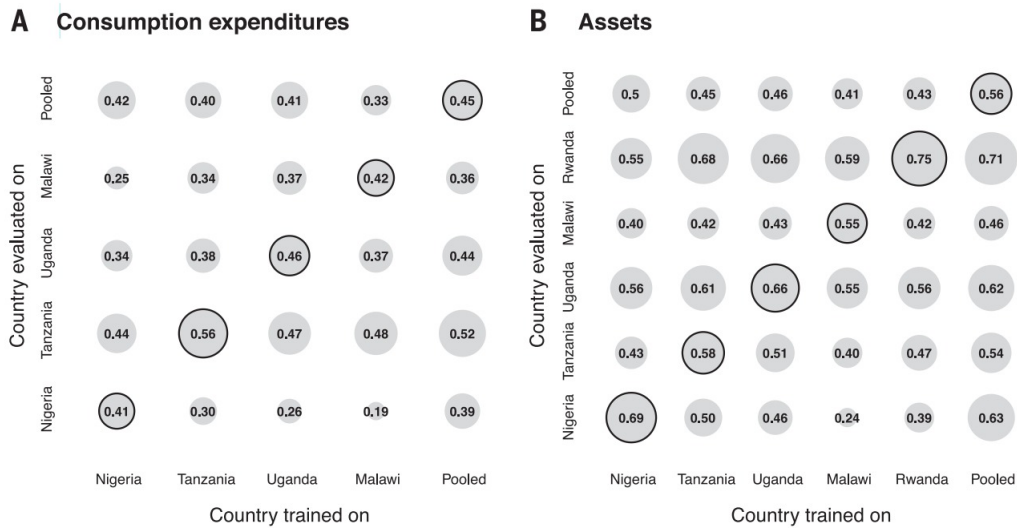 A Consumption expenditures
Country evaluated on
Pooled 0.42 0.40 0.41 0.33 0.45
Malawi 0.25 0.34 0.37 0.42 0.36
Uganda 0.34 0.38 0.46 0.37 0.44
Tanzania 0.44 0.56 0.47 0.48 0.52
Nigeria 0.41 0.30 0.26 0.19 0.39
Nigeria Tanzania Uganda Malawi Pooled
Country trained on
B Assets
Country evaluated on
Pooled 0.5 0.45 0.46 0.41 0.43 0.56
Rwanda 0.55 0.68 0.66 0.59 0.75 0.71
Malawi 0.40 0.42 0.43 0.55 0.42 0.46
Uganda 0.56 0.61 0.66 0.55 0.56 0.62
Tanzania 0.43 0.58 0.51 0.40 0.47 0.54
Nigeria 0.69 0.50 0.46 0.24 0.39 0.63
Nigeria Tanzania Uganda Malawi Rwanda Pooled
Country trained on